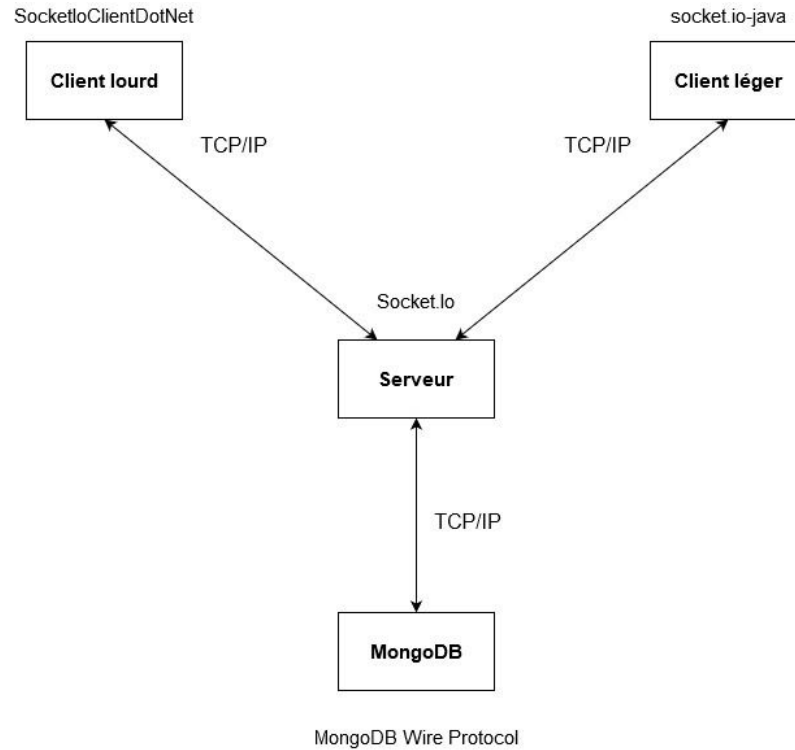 SocketIoClientDotNet
socket.io-java
Client lourd
Client léger
TCP/IP
TCP/IP
Socket.Io
Serveur
TCP/IP
MongoDB
MongoDB Wire Protocol